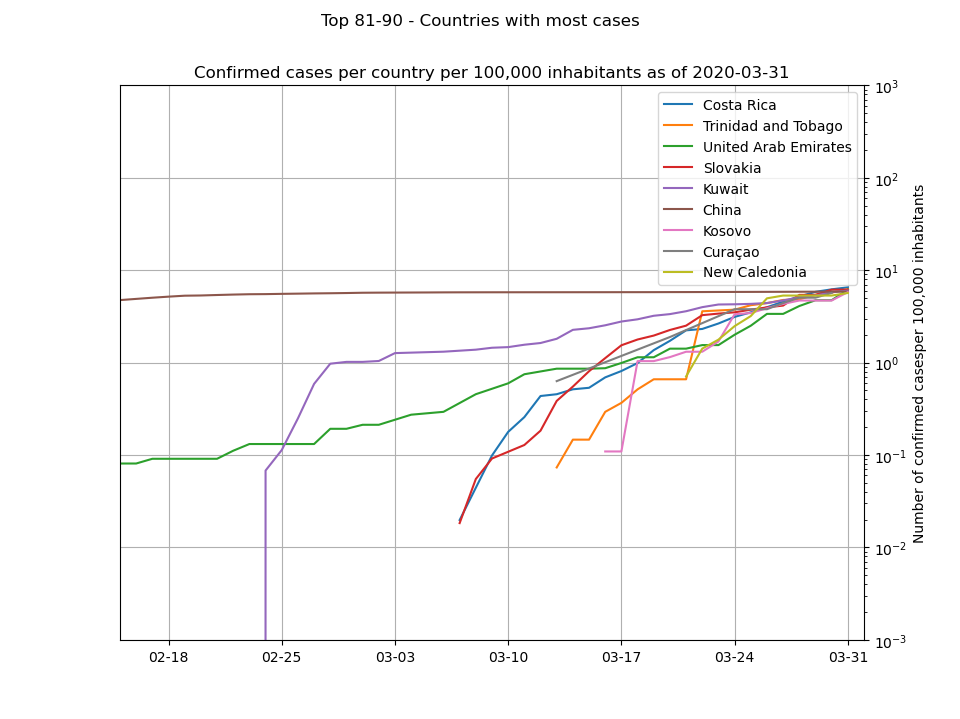 Top 81-90 - Countries with most cases
Confirmed cases per country per 100,000 inhabitants as of 2020-03-31
Costa Rica
Trinidad and Tobago
United Arab Emirates
Slovakia
Kuwait
China
Kosovo
Curaçao
New Caledonia
10³
10²
10¹
10⁰
10⁻¹
10⁻²
10⁻³
Number of confirmed casesper 100,000 inhabitants
02-18 02-25 03-03 03-10 03-17 03-24 03-31